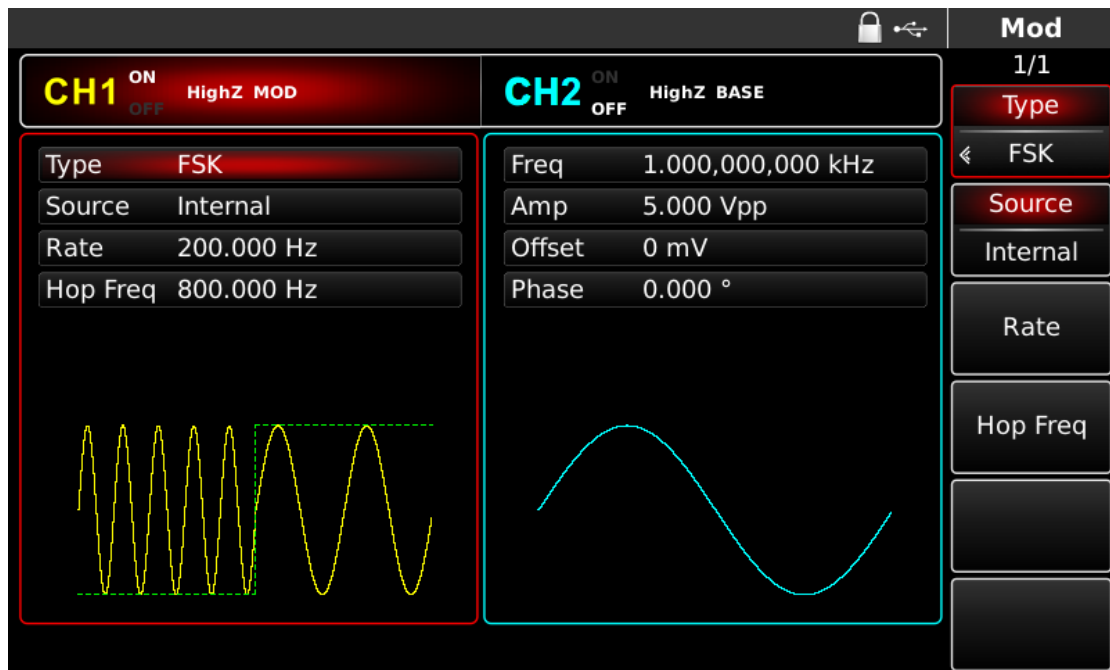 Mod
1/1
CH1 ON OFF HighZ MOD
CH2 ON OFF HighZ BASE
Type FSK
Source Internal
Rate 200.000 Hz
Hop Freq 800.000 Hz
Freq 1.000,000,000 kHz
Amp 5.000 Vpp
Offset 0 mV
Phase 0.000 °
Type
FSK
Source
Internal
Rate
Hop Freq